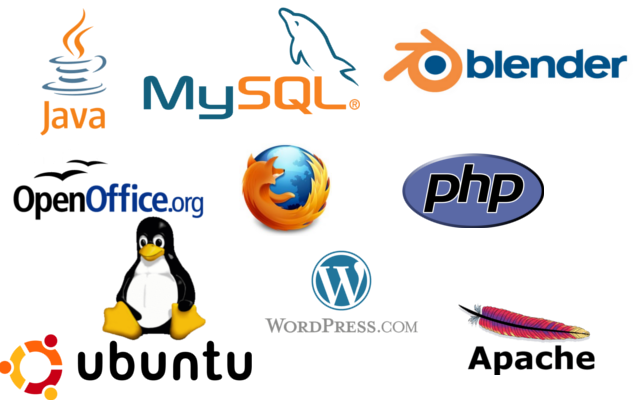 Java
MySQL®
blender
OpenOffice.org
php
W
WORDPRESS.COM
ubuntu
Apache